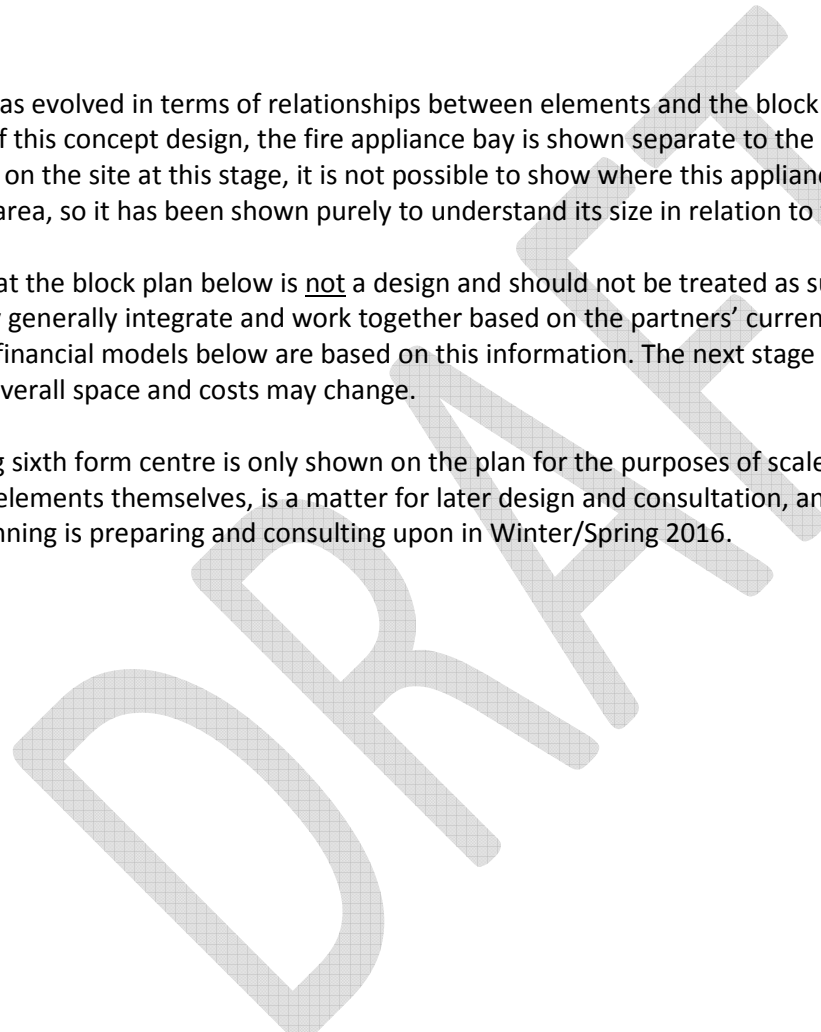 as evolved in terms of relationships between elements and the block
f this concept design, the fire appliance bay is shown separate to the
on the site at this stage, it is not possible to show where this applianc
area, so it has been shown purely to understand its size in relation to
at the block plan below is not a design and should not be treated as su
generally integrate and work together based on the partners' curren
financial models below are based on this information. The next stage
verall space and costs may change.
g sixth form centre is only shown on the plan for the purposes of scale
elements themselves, is a matter for later design and consultation, an
nning is preparing and consulting upon in Winter/Spring 2016.
DRAFT